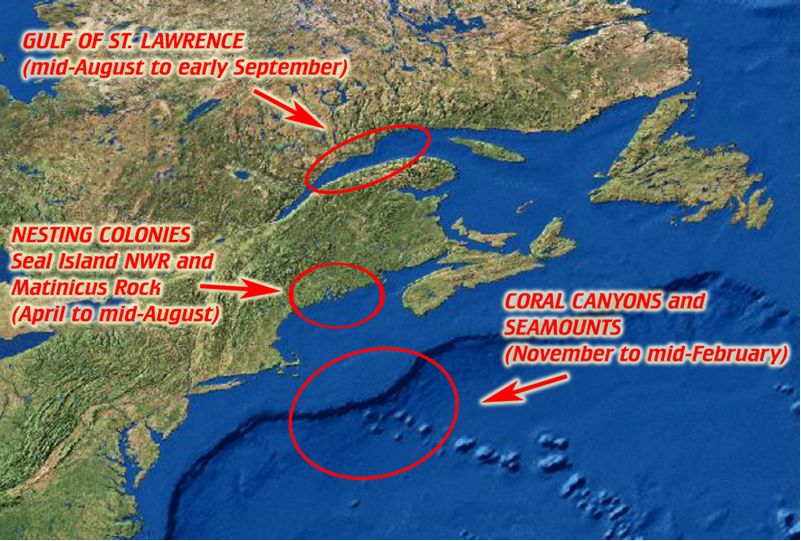 GULF OF ST. LAWRENCE
(mid-August to early September)
NESTING COLONIES
Seal Island NWR and
Matinicus Rock
(April to mid-August)
CORAL CANYONS and
SEAMOUNTS
(November to mid-February)